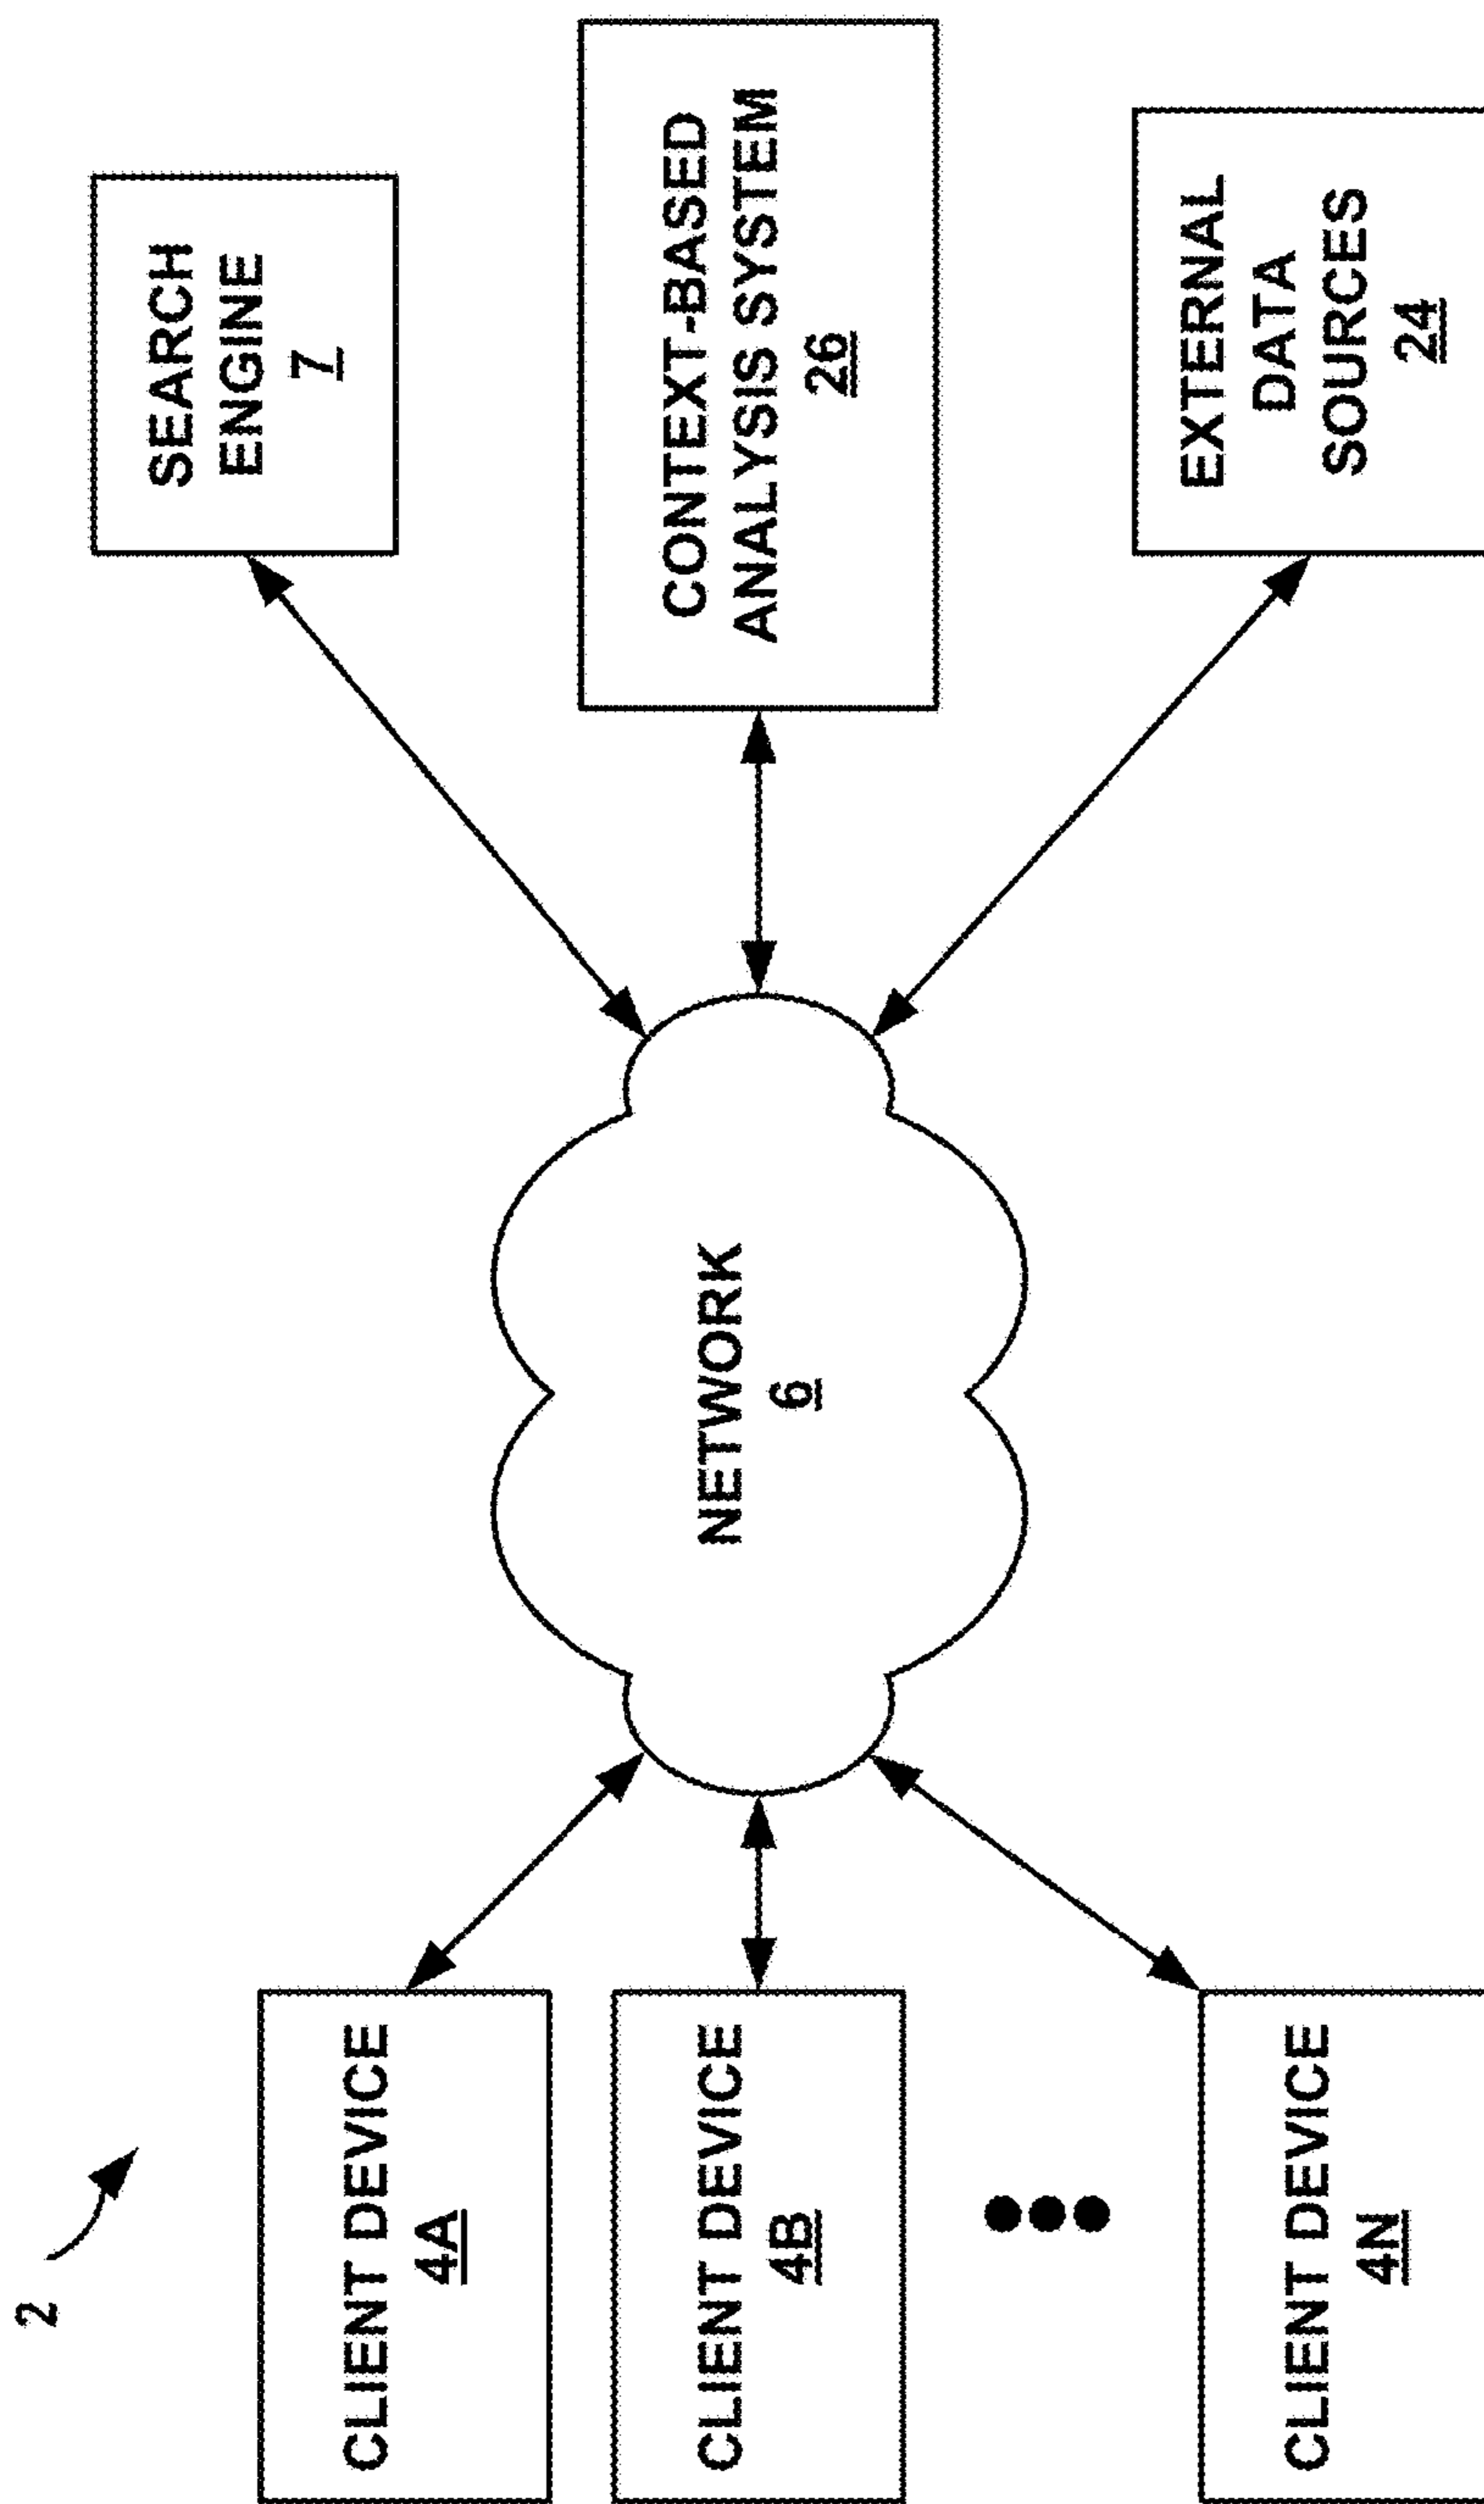 2
CLIENT DEVICE
4A
CLIENT DEVICE
4B
CLIENT DEVICE
4N
NETWORK
6
SEARCH
ENGINE
7
CONTEXT-BASED
ANALYSIS SYSTEM
26
EXTERNAL
DATA
SOURCES
24